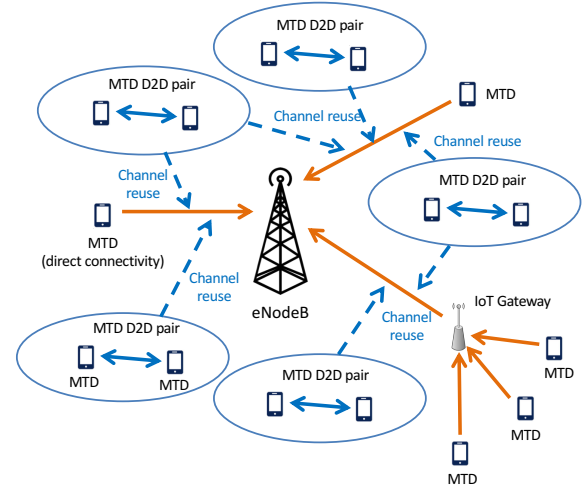 MTD D2D pair
MTD D2D pair
MTD
Channel reuse
Channel reuse
MTD D2D pair
Channel
reuse
MTD
(direct connectivity)
Channel
reuse
eNodeB
IoT Gateway
Channel
reuse
MTD D2D pair
MTD
MTD
MTD D2D pair
MTD
MTD
MTD